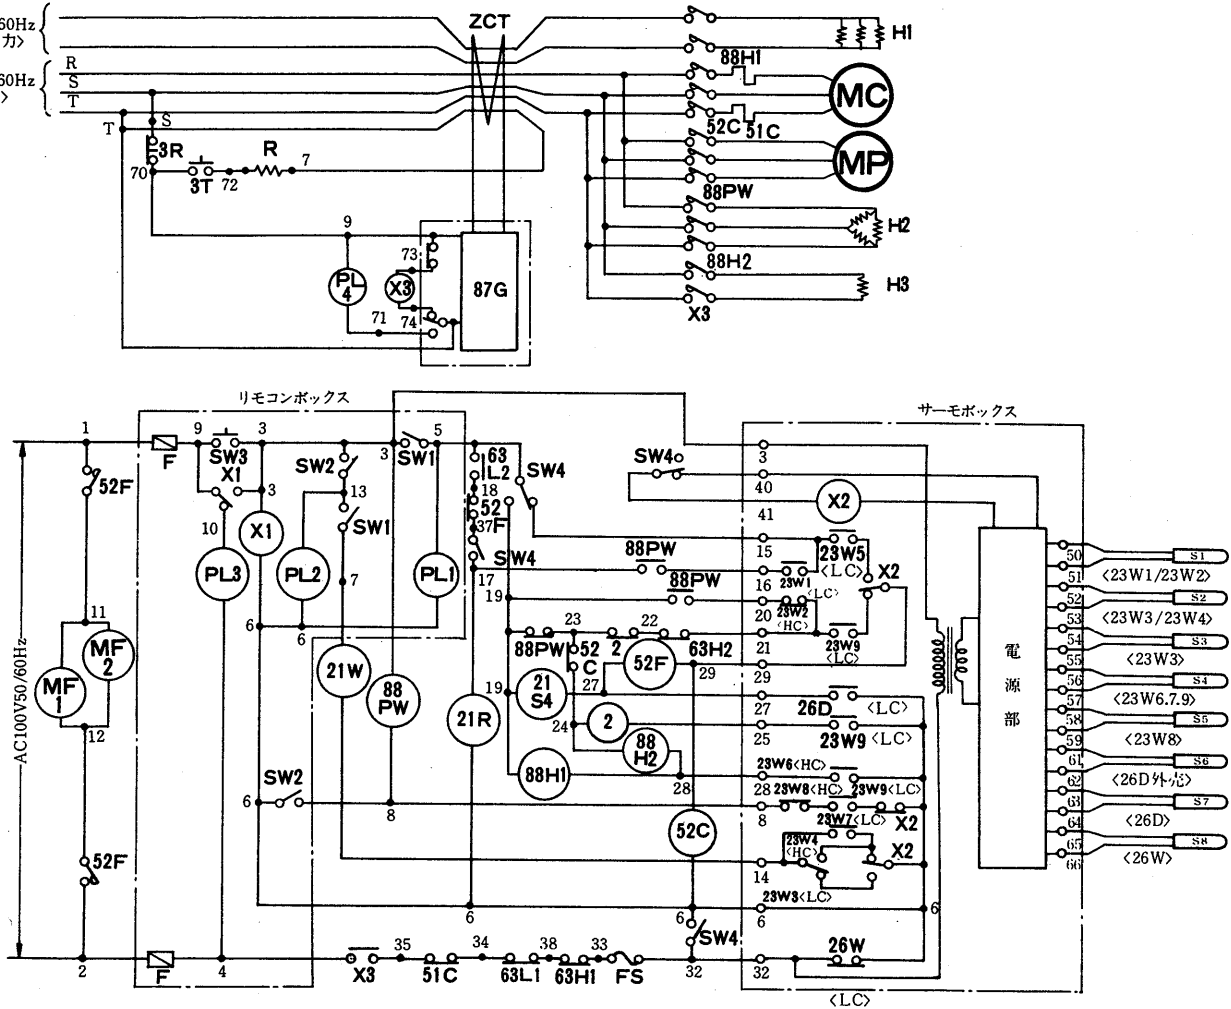 60Hz
力〉
60Hz
〉
R
S
T
T
S
ZCT
H1
88H1
MC
52C
51C
MP
88PW
H2
88H2
H3
X3
3R
R
7
70
3T
72
9
73
PL
4
X3
71
74
87G
リモコンボックス
サーモボックス
1
9
3
F
SW3
X1
3
SW2
3
SW1
5
63
L2
SW4
18
52
F
37
SW4
17
SW4
3
40
X2
41
52F
10
X1
13
SW1
PL3
PL2
7
PL1
6
6
88PW
15
23W5
〈LC〉
X2
16
23W1
〈LC〉
88PW
19
20
23W2
〈HC〉
23
22
88PW
2
63H2
21
23W9
〈LC〉
52
C
52F
29
29
11
MF
2
MF
1
12
AC100V50/60Hz
21W
88
PW
21R
19
21
S4
27
27
26D
〈LC〉
24
2
25
23W9
〈LC〉
88
H2
88H1
28
23W6〈HC〉
28
23W8〈HC〉
23W9〈LC〉
SW2
6
8
8
23W7〈LC〉
X2
52C
23W4
〈HC〉
X2
14
23W3〈LC〉
6
6
6
6
52F
SW4
26W
2
F
4
X3
35
51C
34
63L1
38
63H1
33
FS
32
32
〈LC〉
電
源
部
50
51
52
53
54
55
56
57
58
59
61
62
63
64
65
66
S1
〈23W1/23W2〉
S2
〈23W3/23W4〉
S3
〈23W3〉
S4
〈23W6.7.9〉
S5
〈23W8〉
S6
〈26D外売〉
S7
〈26D〉
S8
〈26W〉